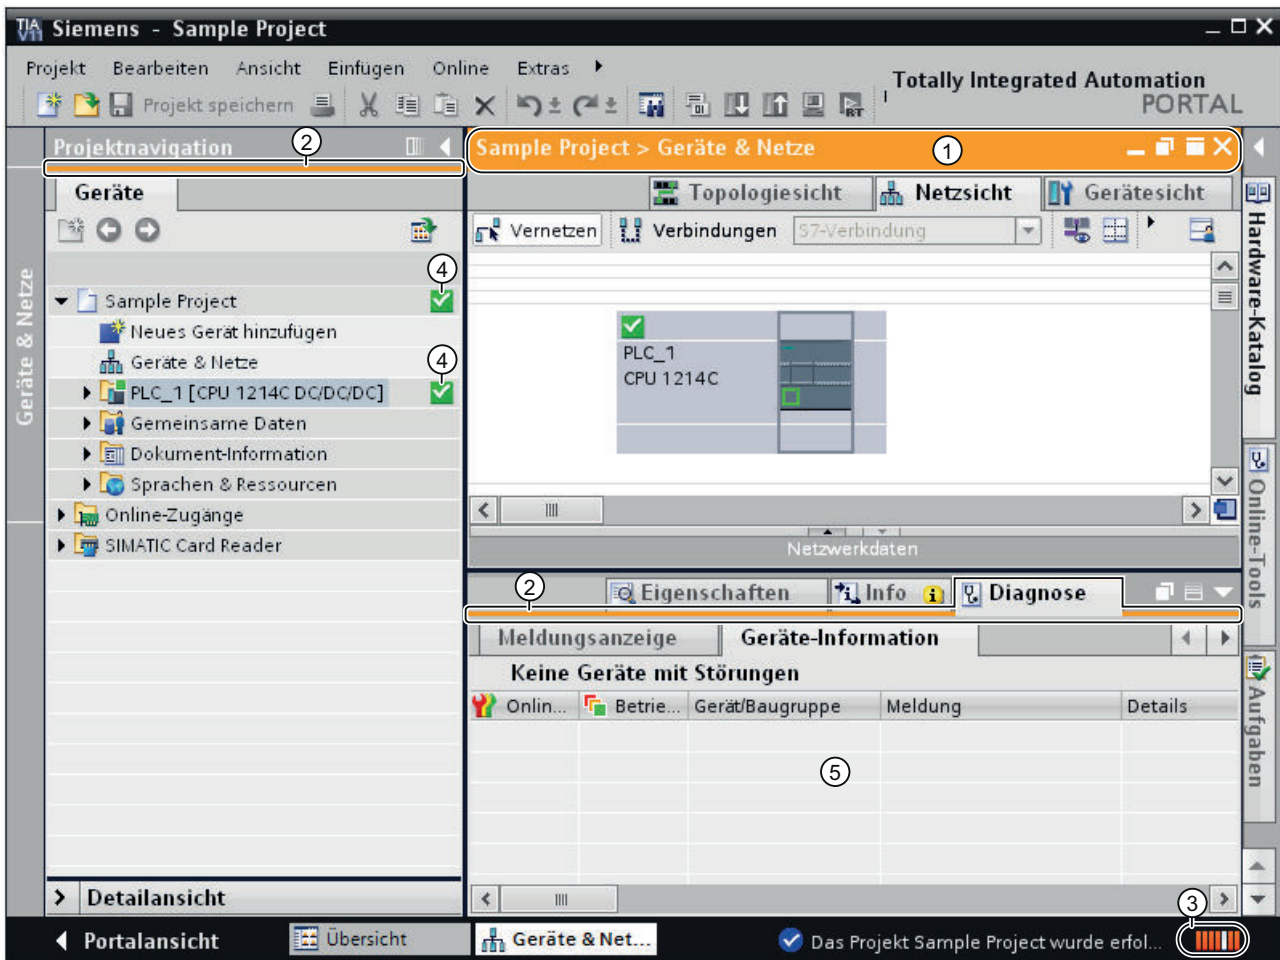 TIA V11 Siemens - Sample Project
Projekt Bearbeiten Ansicht Einfügen Online Extras
Totally Integrated Automation
PORTAL
Projekt speichern
Projektnavigation 2
Sample Project > Geräte & Netze 1
Geräte
Topologiesicht Netzsicht Gerätesicht
Vernetzen Verbindungen S7-Verbindung
4
Sample Project
Neues Gerät hinzufügen
Geräte & Netze
4
PLC_1 [CPU 1214C DC/DC/DC]
Gemeinsame Daten
Dokument-Information
Sprachen & Ressourcen
Online-Zugänge
SIMATIC Card Reader
Geräte & Netze
PLC_1
CPU 1214C
Netzwerkdaten
2
Eigenschaften Info Diagnose
Meldungsanzeige Geräte-Information
Keine Geräte mit Störungen
Onlin... Betrie... Gerät/Baugruppe Meldung Details
5
Hardware-Katalog
Online-Tools
Aufgaben
Detailansicht
3
Portalansicht Übersicht Geräte & Net... Das Projekt Sample Project wurde erfol...